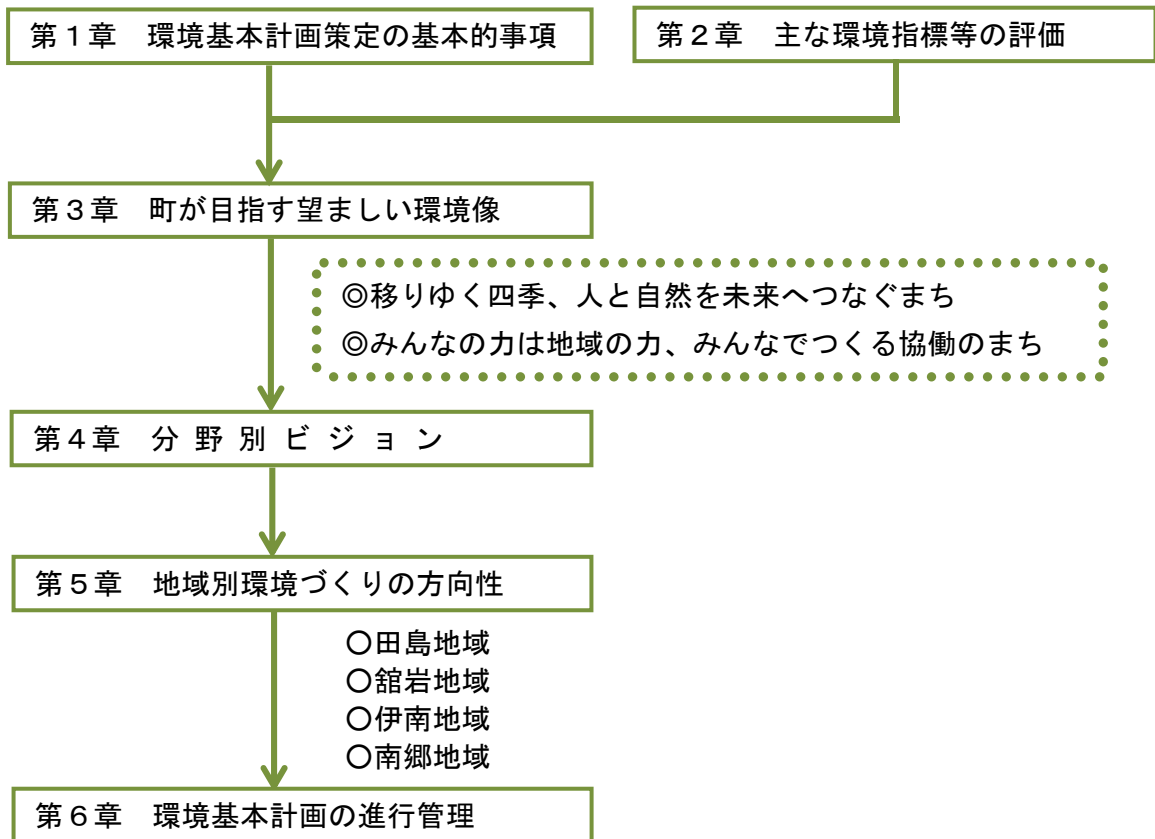 第１章　環境基本計画策定の基本的事項
第２章　主な環境指標等の評価
第３章　町が目指す望ましい環境像
◎移りゆく四季、人と自然を未来へつなぐまち
◎みんなの力は地域の力、みんなでつくる協働のまち
第４章　分 野 別 ビ ジ ョ ン
第５章　地域別環境づくりの方向性
〇田島地域
〇舘岩地域
〇伊南地域
〇南郷地域
第６章　環境基本計画の進行管理